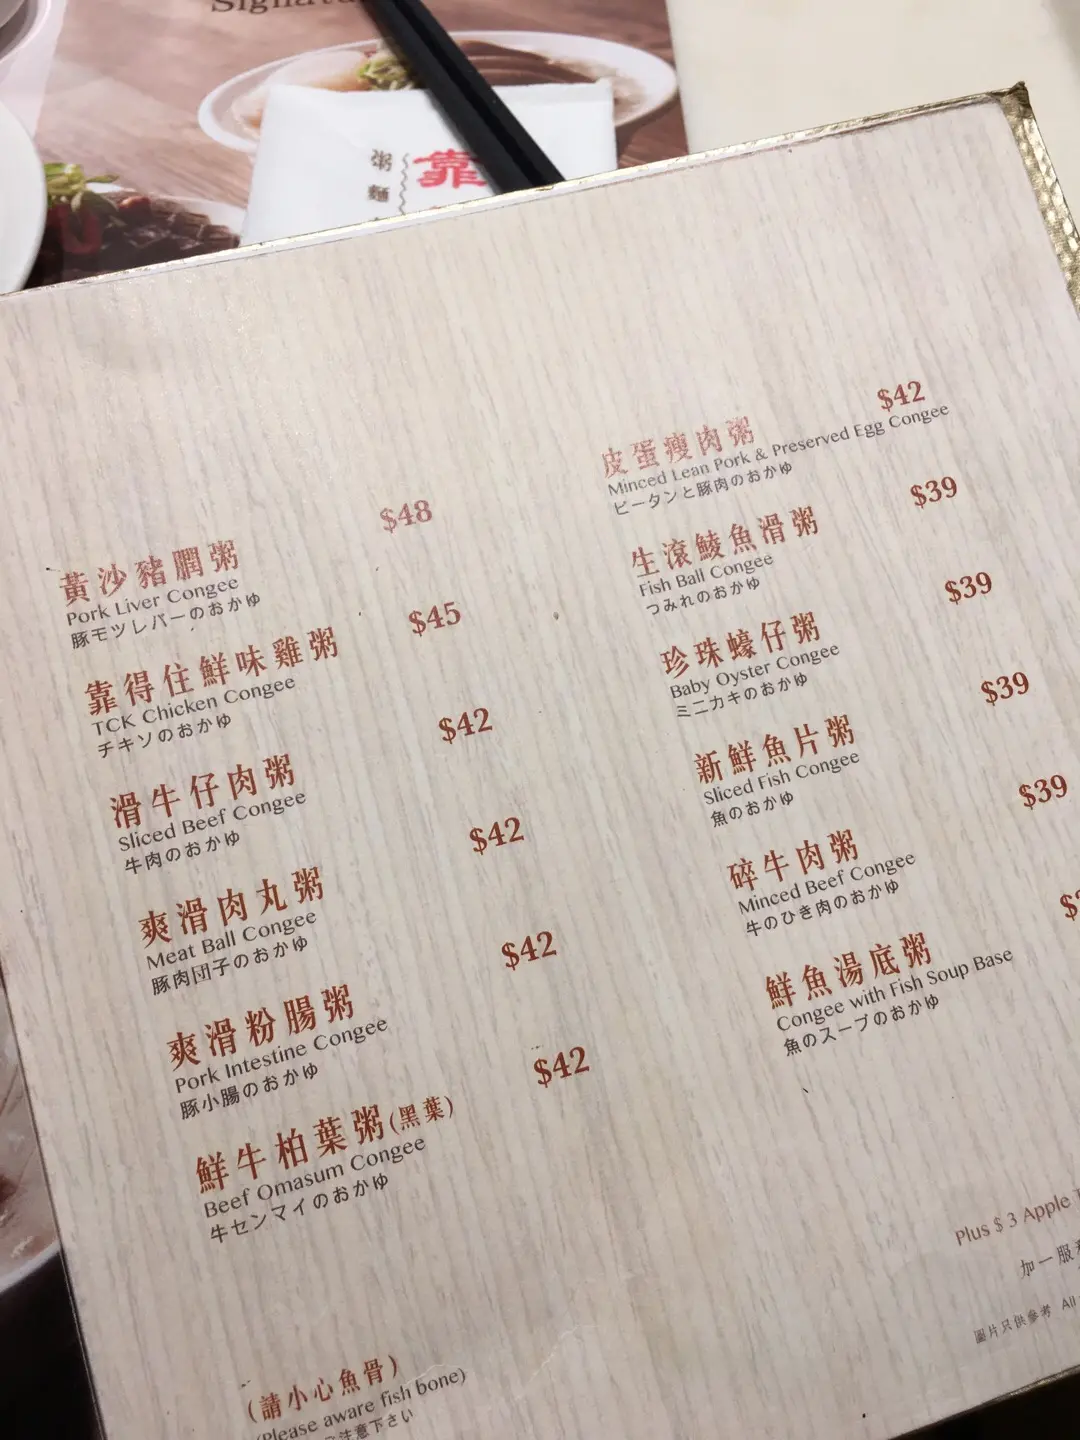 Signatu
粥
麵
靠
黃沙豬膶粥 $48
Pork Liver Congee
豚モツレバーのおかゆ
靠得住鮮味雞粥 $45
TCK Chicken Congee
チキソのおかゆ
滑牛仔肉粥 $42
Sliced Beef Congee
牛肉のおかゆ
爽滑肉丸粥 $42
Meat Ball Congee
豚肉団子のおかゆ
爽滑粉腸粥 $42
Pork Intestine Congee
豚小腸のおかゆ
鮮牛柏葉粥(黑葉) $42
Beef Omasum Congee
牛センマイのおかゆ
皮蛋瘦肉粥 $42
Minced Lean Pork & Preserved Egg Congee
ピータンと豚肉のおかゆ
生滾鯪魚滑粥 $39
Fish Ball Congee
つみれのおかゆ
珍珠蠔仔粥 $39
Baby Oyster Congee
ミニカキのおかゆ
新鮮魚片粥 $39
Sliced Fish Congee
魚のおかゆ
碎牛肉粥 $39
Minced Beef Congee
牛のひき肉のおかゆ
鮮魚湯底粥
Congee with Fish Soup Base
魚のスープのおかゆ
(請小心魚骨)
(Please aware fish bone)
注意下さい
Plus $ 3 Apple
加一服
圖片只供參考 All